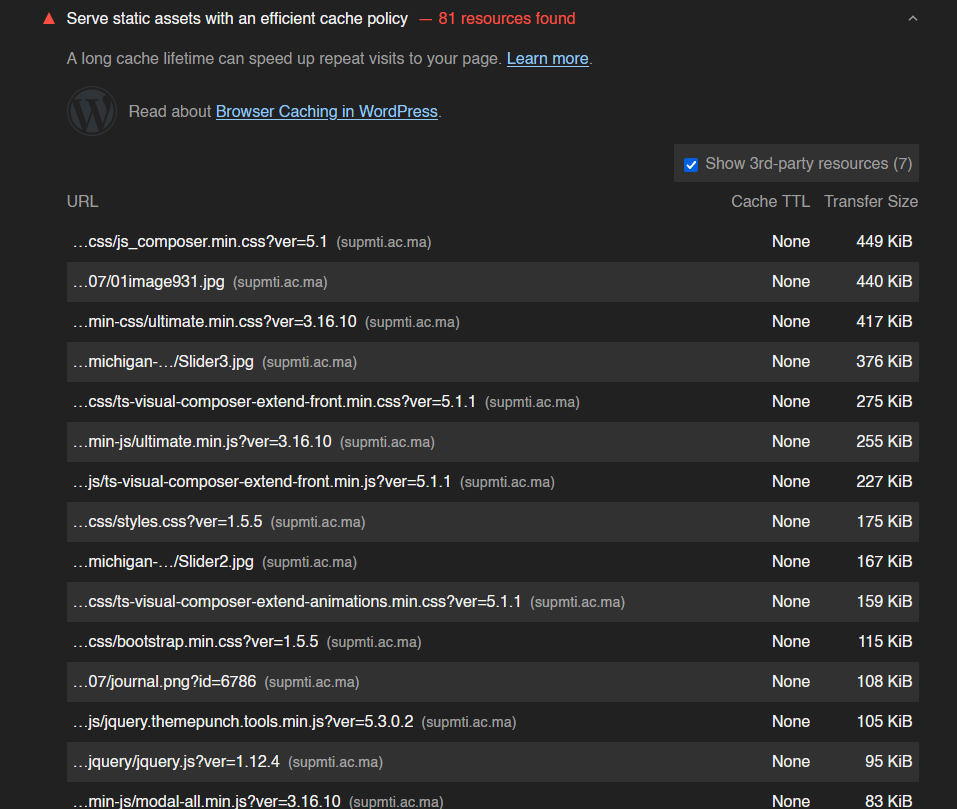 Serve static assets with an efficient cache policy — 81 resources found
A long cache lifetime can speed up repeat visits to your page. Learn more.
Read about Browser Caching in WordPress.
Show 3rd-party resources (7)
URL Cache TTL Transfer Size
…css/js_composer.min.css?ver=5.1 (supmti.ac.ma) None 449 KiB
…07/01image931.jpg (supmti.ac.ma) None 440 KiB
…min-css/ultimate.min.css?ver=3.16.10 (supmti.ac.ma) None 417 KiB
…michigan-…/Slider3.jpg (supmti.ac.ma) None 376 KiB
…css/ts-visual-composer-extend-front.min.css?ver=5.1.1 (supmti.ac.ma) None 275 KiB
…min-js/ultimate.min.js?ver=3.16.10 (supmti.ac.ma) None 255 KiB
…js/ts-visual-composer-extend-front.min.js?ver=5.1.1 (supmti.ac.ma) None 227 KiB
…css/styles.css?ver=1.5.5 (supmti.ac.ma) None 175 KiB
…michigan-…/Slider2.jpg (supmti.ac.ma) None 167 KiB
…css/ts-visual-composer-extend-animations.min.css?ver=5.1.1 (supmti.ac.ma) None 159 KiB
…css/bootstrap.min.css?ver=1.5.5 (supmti.ac.ma) None 115 KiB
…07/journal.png?id=6786 (supmti.ac.ma) None 108 KiB
…js/jquery.themepunch.tools.min.js?ver=5.3.0.2 (supmti.ac.ma) None 105 KiB
…jquery/jquery.js?ver=1.12.4 (supmti.ac.ma) None 95 KiB
…min-js/modal-all.min.js?ver=3.16.10 (supmti.ac.ma) None 83 KiB